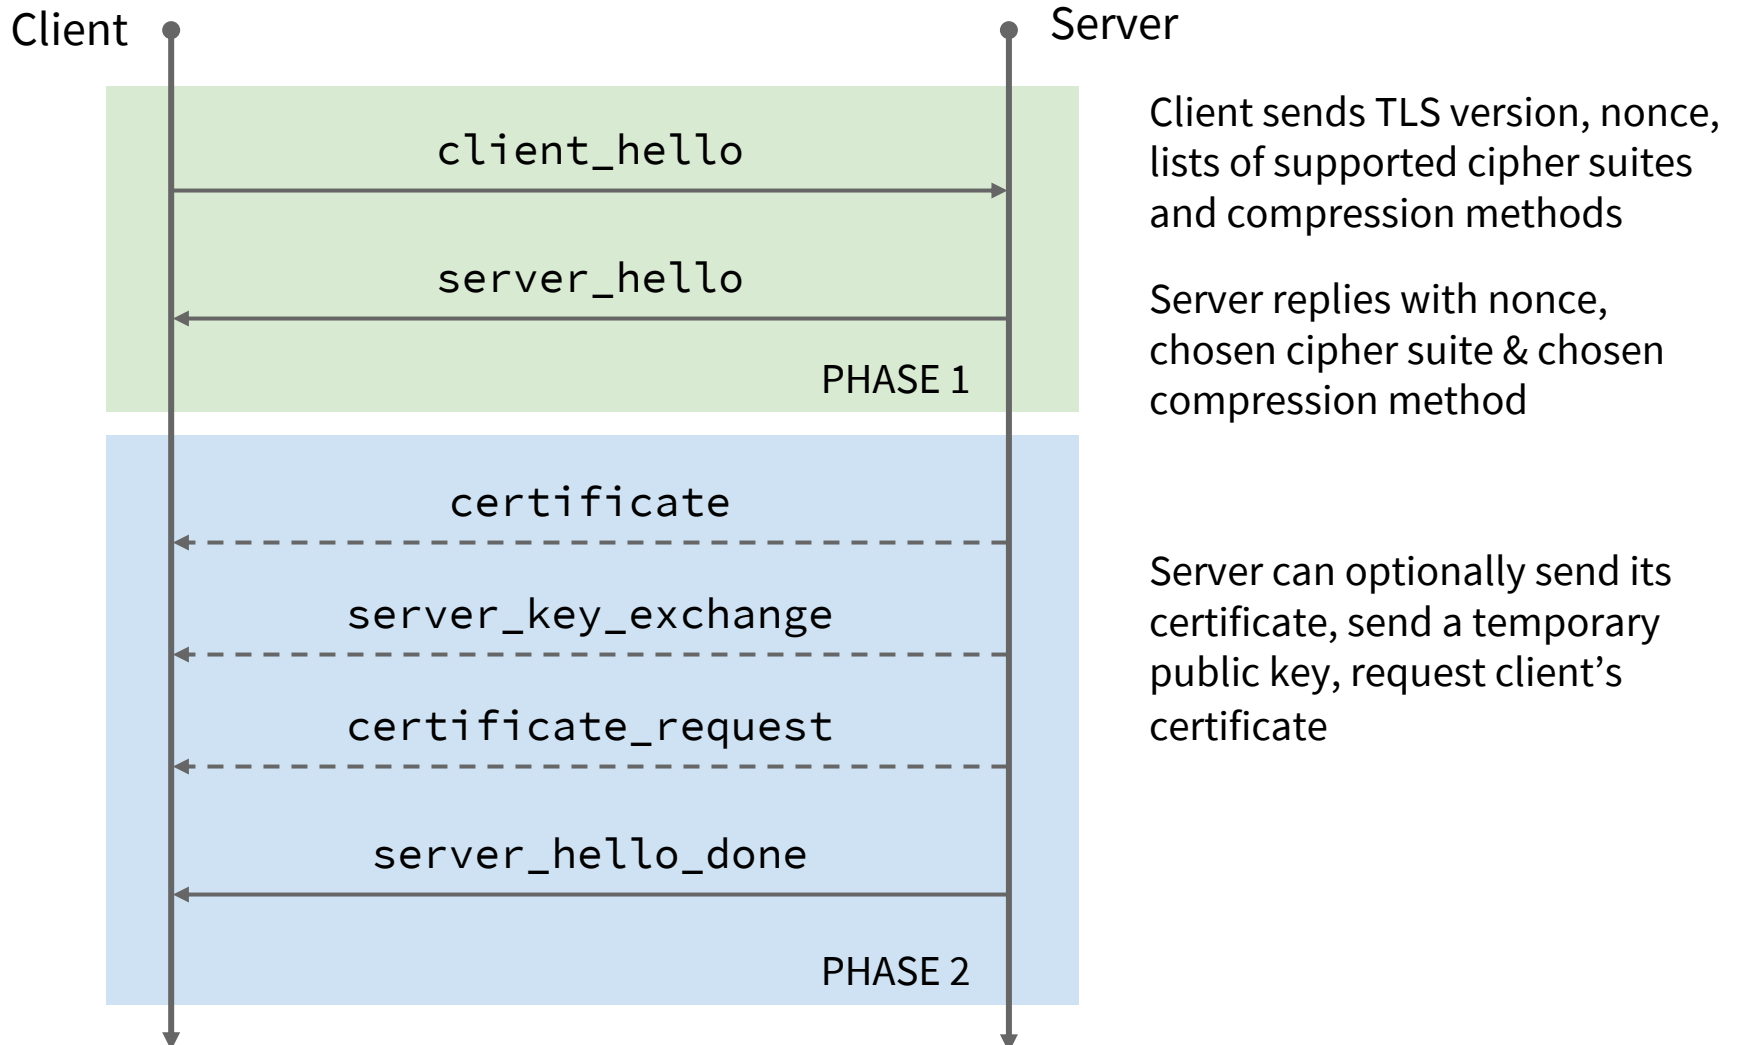 Client
Server
client_hello
Client sends TLS version, nonce,
lists of supported cipher suites
and compression methods
server_hello
Server replies with nonce,
chosen cipher suite & chosen
compression method
PHASE 1
certificate
server_key_exchange
certificate_request
Server can optionally send its
certificate, send a temporary
public key, request client’s
certificate
server_hello_done
PHASE 2